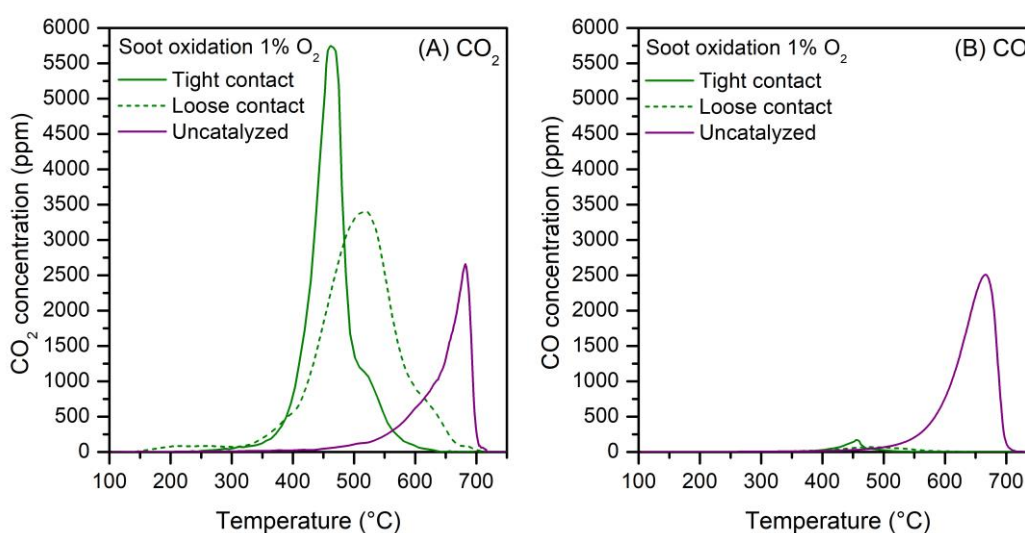 Soot oxidation 1% O₂ (A) CO₂
Tight contact
Loose contact
Uncatalyzed
CO₂ concentration (ppm)
6000
5500
5000
4500
4000
3500
3000
2500
2000
1500
1000
500
0
100 200 300 400 500 600 700
Temperature (°C)
Soot oxidation 1% O₂ (B) CO
Tight contact
Loose contact
Uncatalyzed
CO concentration (ppm)
6000
5500
5000
4500
4000
3500
3000
2500
2000
1500
1000
500
0
100 200 300 400 500 600 700
Temperature (°C)